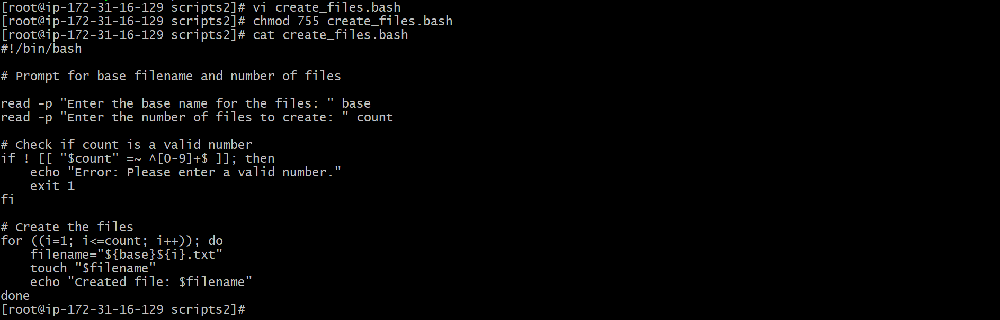 [root@ip-172-31-16-129 scripts2]# vi create_files.bash
[root@ip-172-31-16-129 scripts2]# chmod 755 create_files.bash
[root@ip-172-31-16-129 scripts2]# cat create_files.bash
#!/bin/bash

# Prompt for base filename and number of files

read -p "Enter the base name for the files: " base
read -p "Enter the number of files to create: " count

# Check if count is a valid number
if ! [[ "$count" =~ ^[0-9]+$ ]]; then
    echo "Error: Please enter a valid number."
    exit 1
fi

# Create the files
for ((i=1; i<=count; i++)); do
    filename="${base}${i}.txt"
    touch "$filename"
    echo "Created file: $filename"
done
[root@ip-172-31-16-129 scripts2]#